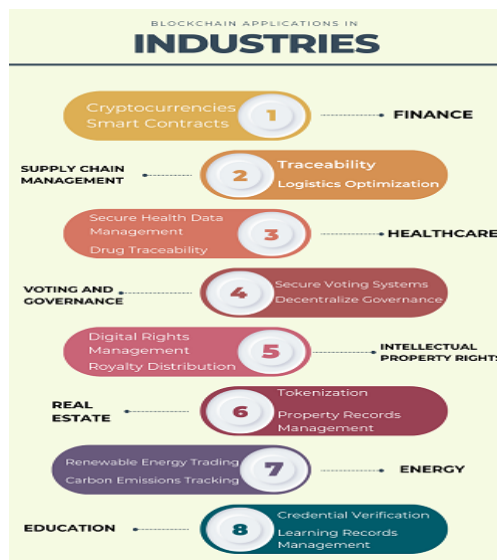 BLOCKCHAIN APPLICATIONS IN
INDUSTRIES
Cryptocurrencies
Smart Contracts
1
FINANCE
SUPPLY CHAIN
MANAGEMENT
2
Traceability
Logistics Optimization
Secure Health Data
Management
Drug Traceability
3
HEALTHCARE
VOTING AND
GOVERNANCE
4
Secure Voting Systems
Decentralize Governance
Digital Rights
Management
Royalty Distribution
5
INTELLECTUAL
PROPERTY RIGHTS
REAL
ESTATE
6
Tokenization
Property Records
Management
Renewable Energy Trading
Carbon Emissions Tracking
7
ENERGY
EDUCATION
8
Credential Verification
Learning Records
Management